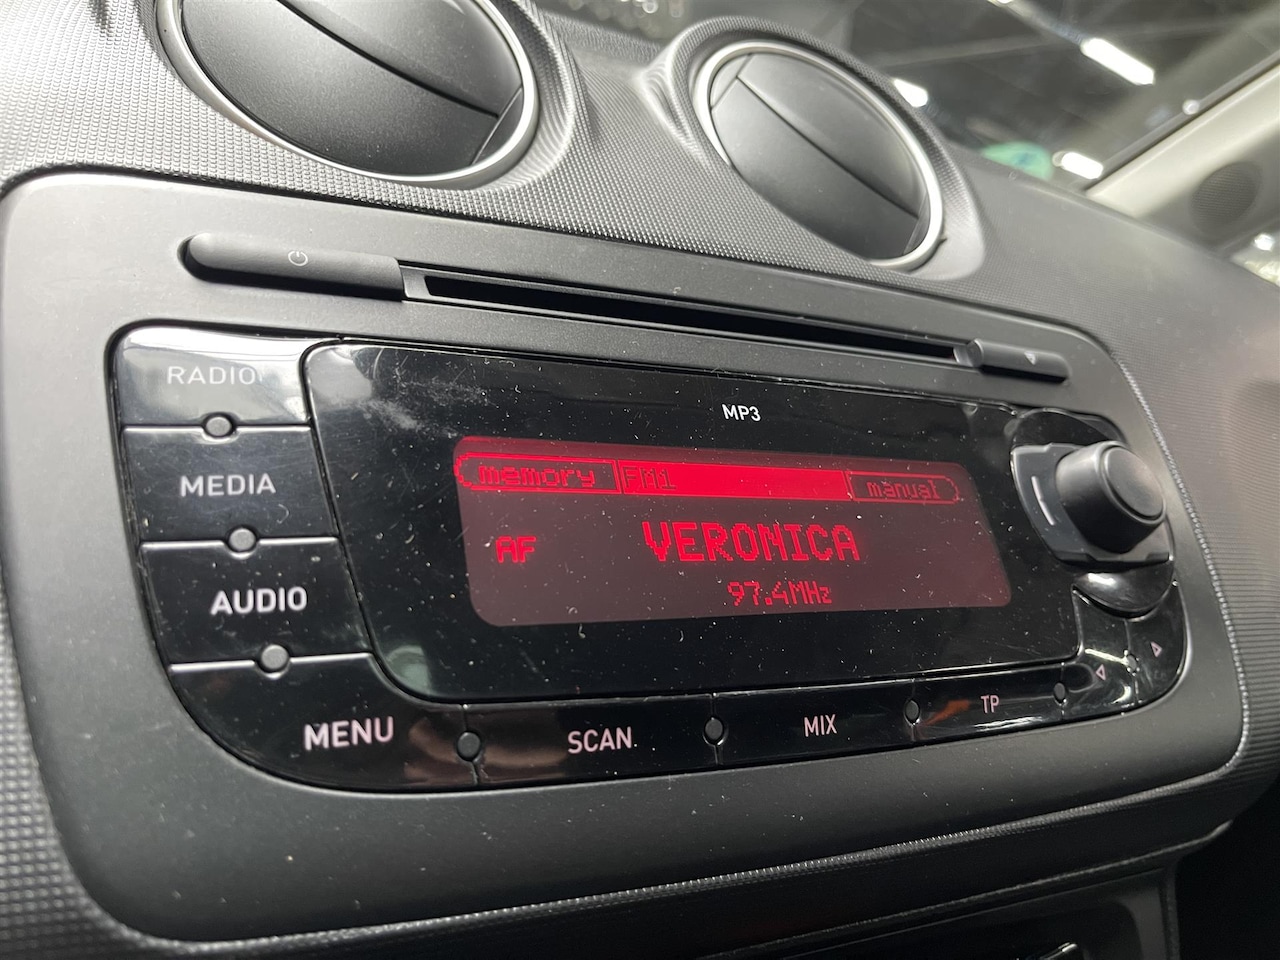 RADIO
MEDIA
AUDIO
MENU
MP3
memory FM1 manual
AF VERONICA
97.4MHz
SCAN MIX TP